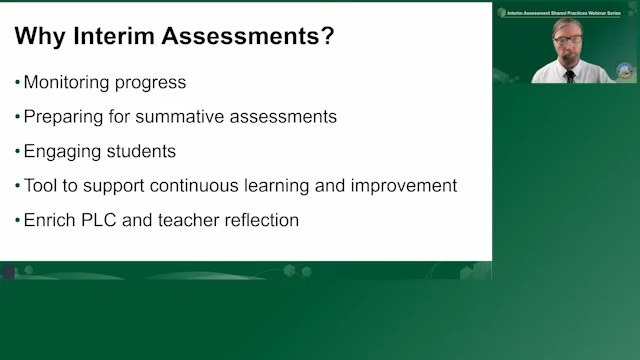 Why Interim Assessments?
• Monitoring progress
• Preparing for summative assessments
• Engaging students
• Tool to support continuous learning and improvement
• Enrich PLC and teacher reflection
Interim Assessment Shared Practices Webinar Series